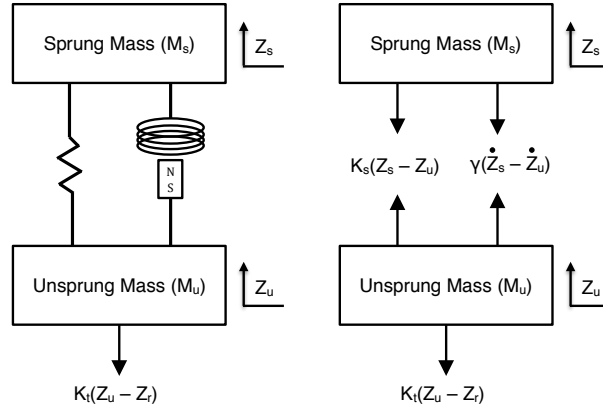 Sprung Mass (Mₛ)
Zₛ
N
S
Unsprung Mass (Mᵤ)
Zᵤ
Kₜ(Zᵤ – Zᵣ)
Sprung Mass (Mₛ)
Zₛ
Kₛ(Zₛ – Zᵤ)
γ(Żₛ – Żᵤ)
Unsprung Mass (Mᵤ)
Zᵤ
Kₜ(Zᵤ – Zᵣ)